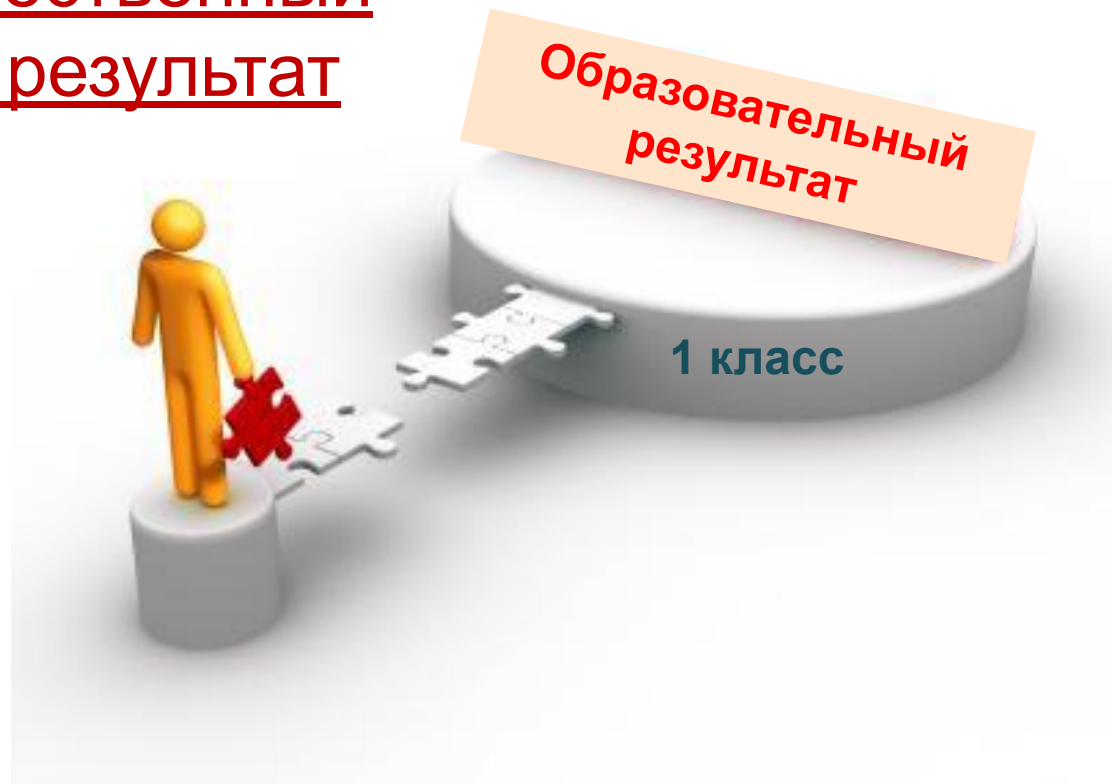 результат
Образовательный
результат
1 класс